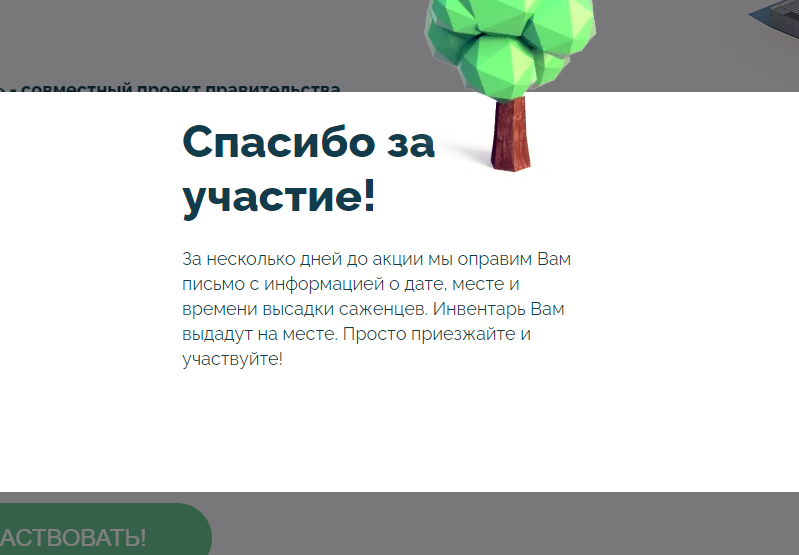 - совместный проект правительства
Спасибо за
участие!
За несколько дней до акции мы оправим Вам
письмо с информацией о дате, месте и
времени высадки саженцев. Инвентарь Вам
выдадут на месте. Просто приезжайте и
участвуйте!
АСТВОВАТЬ!